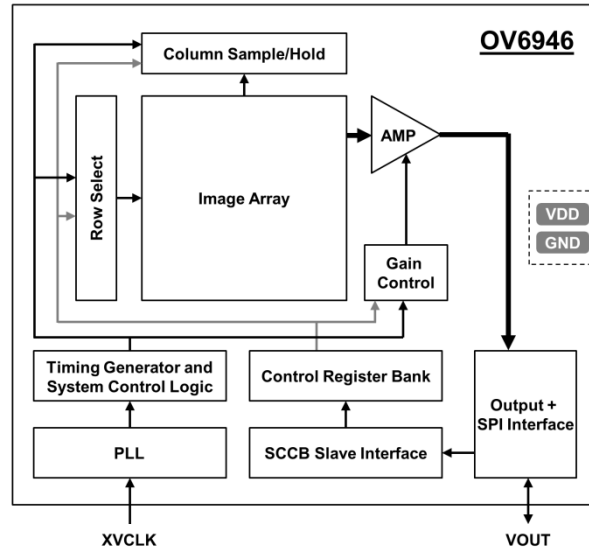 OV6946
Column Sample/Hold
Row Select
Image Array
AMP
VDD
GND
Gain
Control
Timing Generator and
System Control Logic
Control Register Bank
Output +
SPI Interface
PLL
SCCB Slave Interface
XVCLK
VOUT